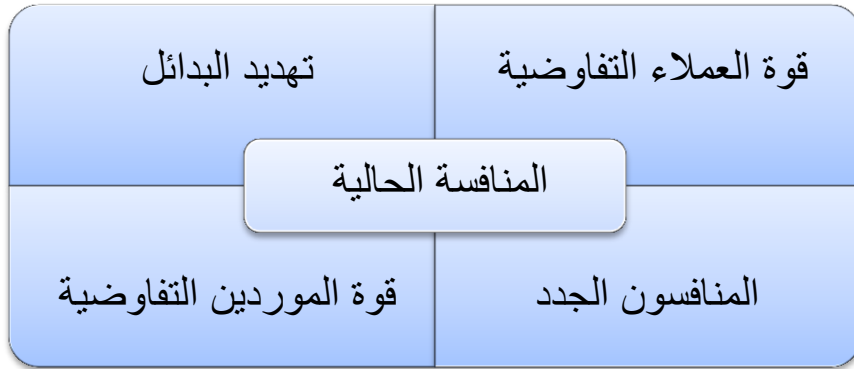 قوة العملاء التفاوضية
تهديد البدائل
المنافسة الحالية
المنافسون الجدد
قوة الموردين التفاوضية